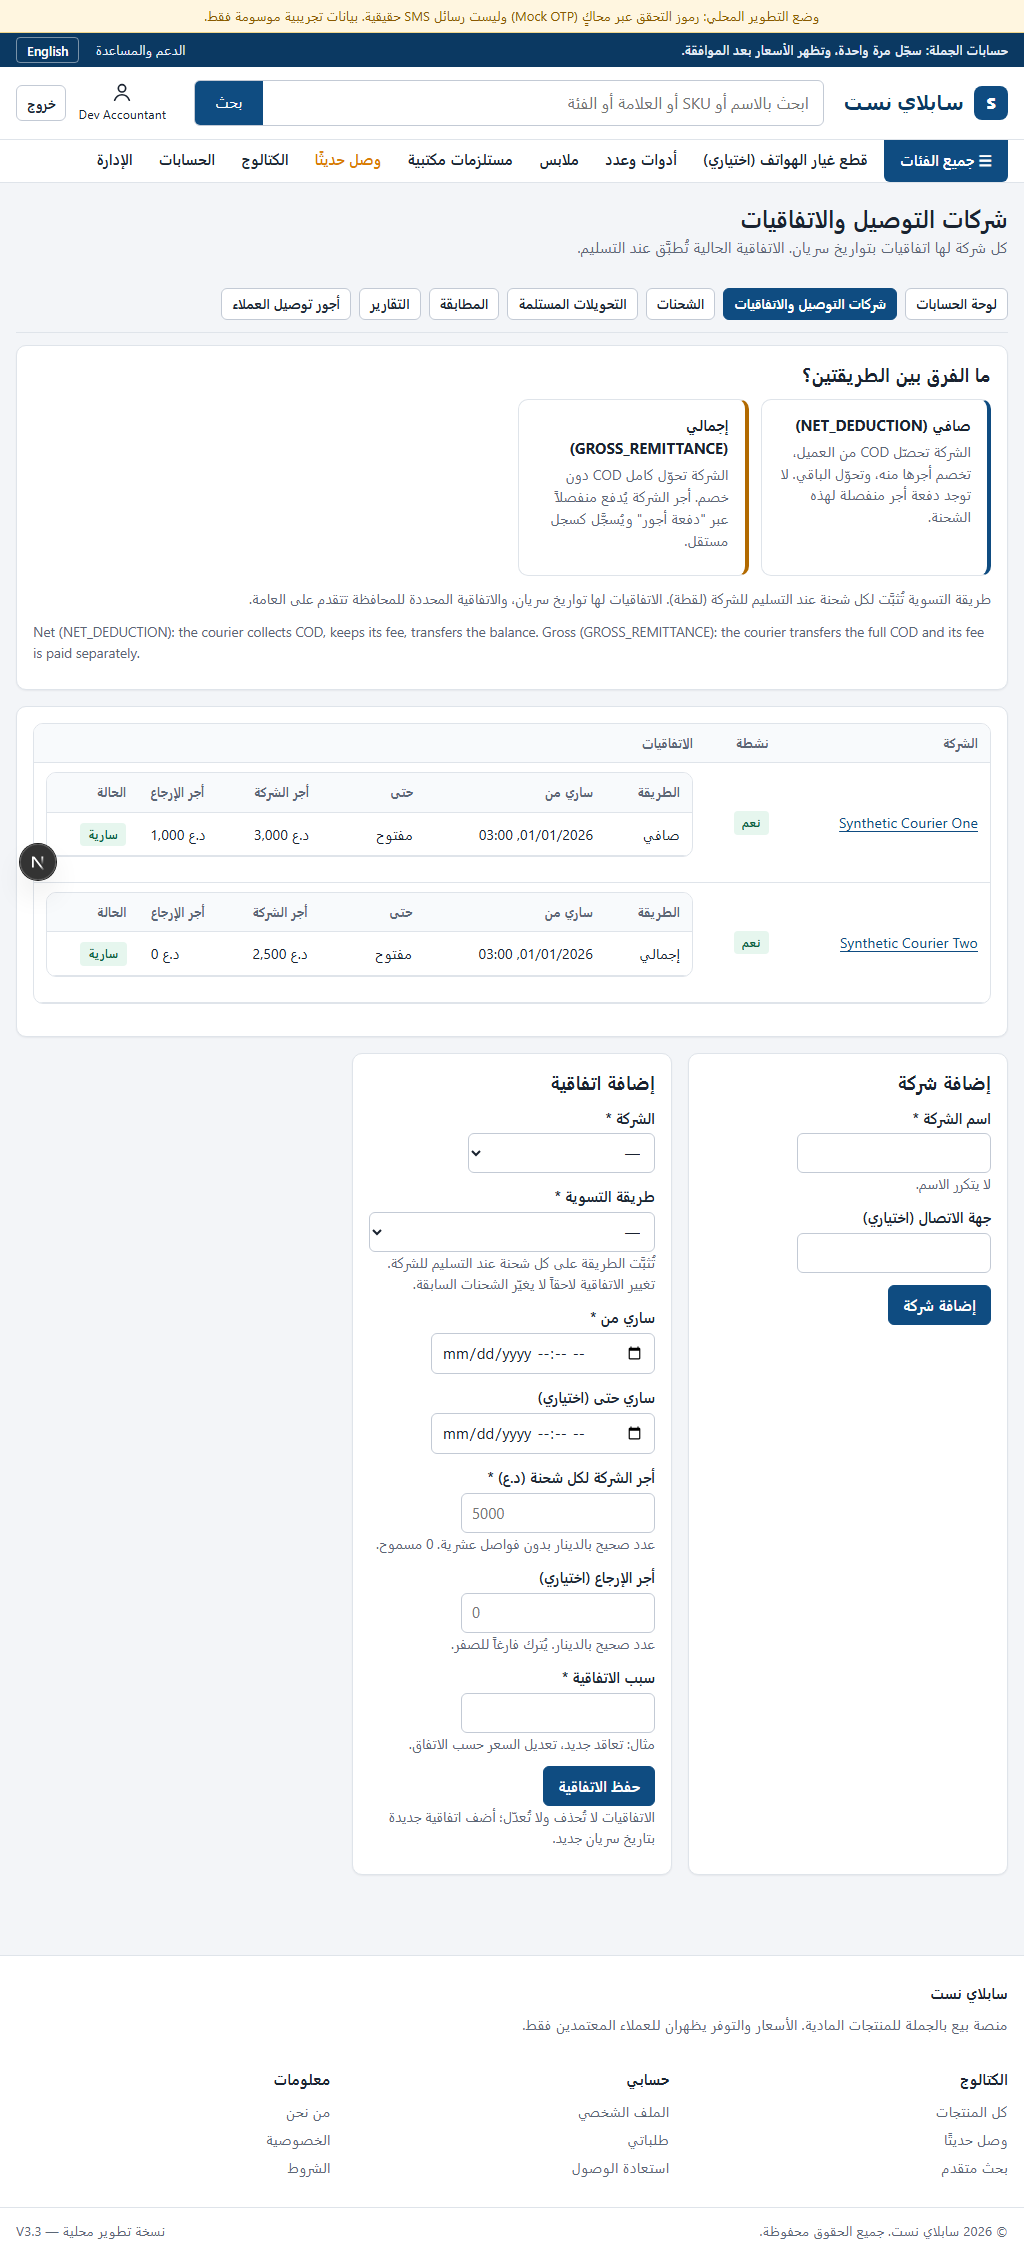 وضع التطوير المحلي: رموز التحقق عبر محاكٍ (Mock OTP) وليست رسائل SMS حقيقية. بيانات تجريبية موسومة فقط.
حسابات الجملة: سجّل مرة واحدة، وتظهر الأسعار بعد الموافقة.
الدعم والمساعدة
English
S
سابلاي نست
ابحث بالاسم أو SKU أو العلامة أو الفئة
بحث
Dev Accountant
خروج
☰ جميع الفئات
قطع غيار الهواتف (اختياري)
أدوات وعدد
ملابس
مستلزمات مكتبية
وصل حديثًا
الكتالوج
الحسابات
الإدارة
شركات التوصيل والاتفاقيات
كل شركة لها اتفاقيات بتواريخ سريان. الاتفاقية الحالية تُطبَّق عند التسليم.
لوحة الحسابات
شركات التوصيل والاتفاقيات
الشحنات
التحويلات المستلمة
المطابقة
التقارير
أجور توصيل العملاء
ما الفرق بين الطريقتين؟
صافي (NET_DEDUCTION)
الشركة تحصّل COD من العميل،
تخصم أجرها منه، وتحوّل الباقي. لا
توجد دفعة أجر منفصلة لهذه
الشحنة.
إجمالي
(GROSS_REMITTANCE)
الشركة تحوّل كامل COD دون
خصم. أجر الشركة يُدفع منفصلاً
عبر "دفعة أجور" ويُسجَّل كسجل
مستقل.
طريقة التسوية تُثبَّت لكل شحنة عند التسليم للشركة (لقطة). الاتفاقيات لها تواريخ سريان، والاتفاقية المحددة للمحافظة تتقدم على العامة.
Net (NET_DEDUCTION): the courier collects COD, keeps its fee, transfers the balance. Gross (GROSS_REMITTANCE): the courier transfers the full COD and its fee
is paid separately.
الشركة
نشطة
الاتفاقيات
Synthetic Courier One
نعم
الطريقة
ساري من
حتى
أجر الشركة
أجر الإرجاع
الحالة
صافي
01/01/2026, 03:00
مفتوح
د.ع 3,000
د.ع 1,000
سارية
N
Synthetic Courier Two
نعم
الطريقة
ساري من
حتى
أجر الشركة
أجر الإرجاع
الحالة
إجمالي
01/01/2026, 03:00
مفتوح
د.ع 2,500
د.ع 0
سارية
إضافة شركة
اسم الشركة *
لا يتكرر الاسم.
جهة الاتصال (اختياري)
إضافة شركة
إضافة اتفاقية
الشركة *
—
طريقة التسوية *
—
تُثبَّت الطريقة على كل شحنة عند التسليم للشركة.
تغيير الاتفاقية لاحقاً لا يغيّر الشحنات السابقة.
ساري من *
mm/dd/yyyy --:-- --
ساري حتى (اختياري)
mm/dd/yyyy --:-- --
أجر الشركة لكل شحنة (د.ع) *
5000
عدد صحيح بالدينار بدون فواصل عشرية. 0 مسموح.
أجر الإرجاع (اختياري)
0
عدد صحيح بالدينار. يُترك فارغاً للصفر.
سبب الاتفاقية *
مثال: تعاقد جديد، تعديل السعر حسب الاتفاق.
حفظ الاتفاقية
الاتفاقيات لا تُحذف ولا تُعدّل؛ أضف اتفاقية جديدة
بتاريخ سريان جديد.
سابلاي نست
منصة بيع بالجملة للمنتجات المادية. الأسعار والتوفر يظهران للعملاء المعتمدين فقط.
الكتالوج
كل المنتجات
وصل حديثًا
بحث متقدم
حسابي
الملف الشخصي
طلباتي
استعادة الوصول
معلومات
من نحن
الخصوصية
الشروط
© 2026 سابلاي نست. جميع الحقوق محفوظة.
نسخة تطوير محلية — V3.3